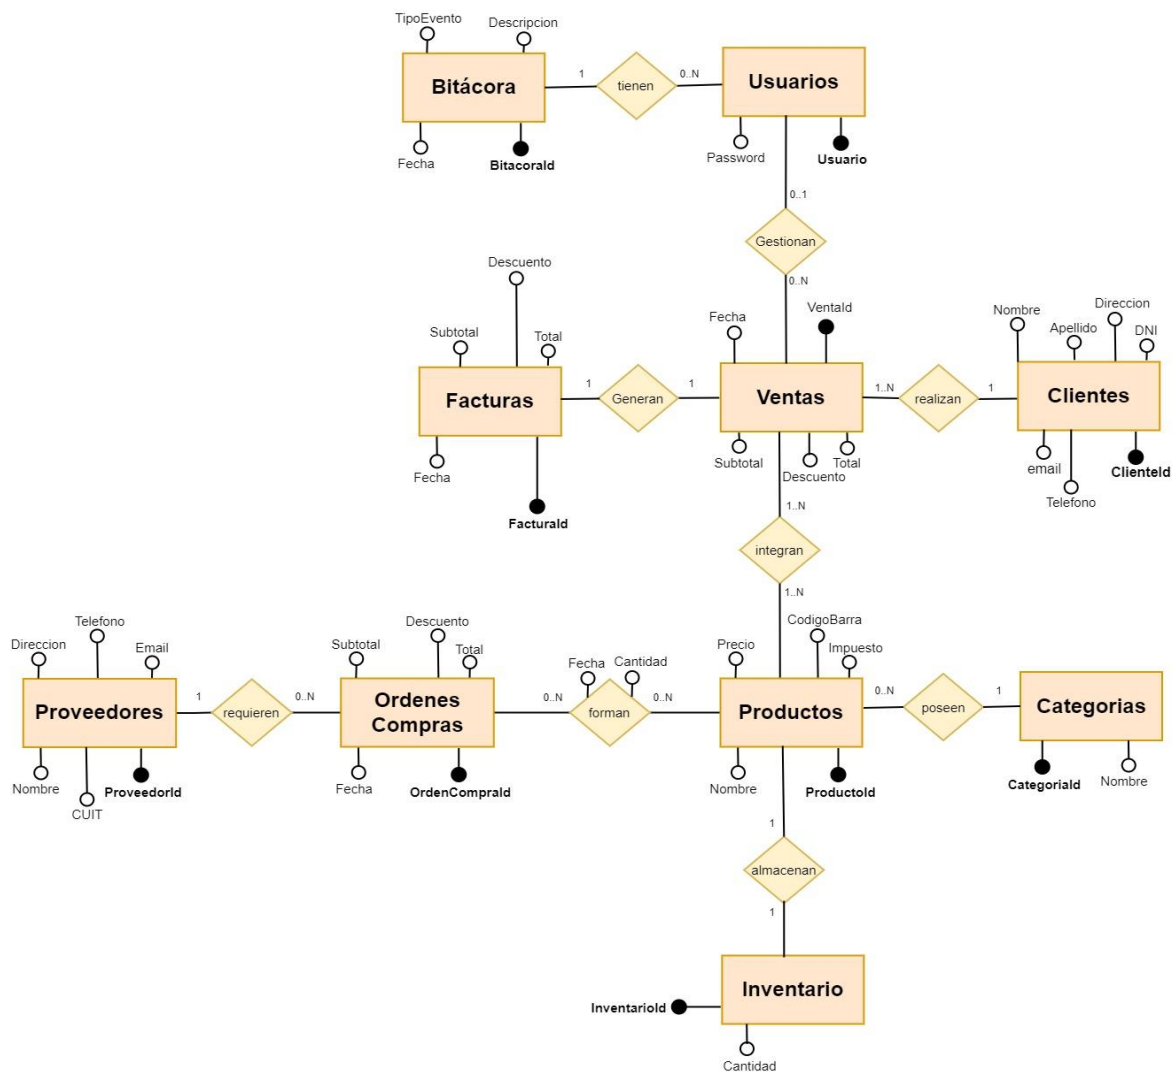 TipoEvento
Descripcion
Bitácora
1
tienen
0..N
Usuarios
Fecha
BitacoraId
Password
Usuario
0..1
Gestionan
0..N
Descuento
Subtotal
Total
Fecha
VentaId
Nombre
Apellido
Direccion
DNI
Facturas
1
Generan
1
Ventas
1..N
realizan
1
Clientes
Fecha
FacturaId
Subtotal
Descuento
Total
email
Telefono
ClienteId
1..N
integran
1..N
Direccion
Telefono
Email
Subtotal
Descuento
Total
Fecha
Cantidad
Precio
CodigoBarra
Impuesto
Proveedores
1
requieren
0..N
Ordenes
Compras
0..N
forman
0..N
Productos
0..N
poseen
1
Categorias
Nombre
CUIT
ProveedorId
Fecha
OrdenCompraId
Nombre
ProductoId
CategoriaId
Nombre
1
almacenan
1
Inventario
InventarioId
Cantidad